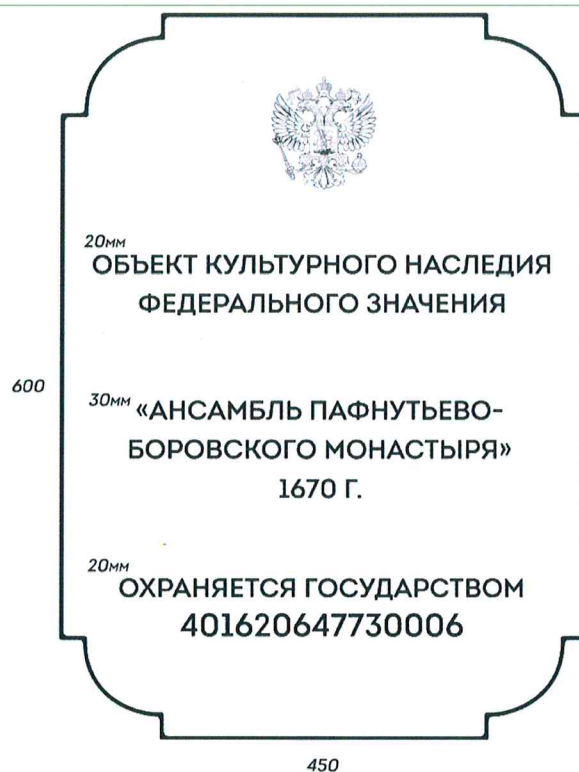 20мм
ОБЪЕКТ КУЛЬТУРНОГО НАСЛЕДИЯ
ФЕДЕРАЛЬНОГО ЗНАЧЕНИЯ
600
30мм «АНСАМБЛЬ ПАФНУТЬЕВО-
БОРОВСКОГО МОНАСТЫРЯ»
1670 Г.
20мм
ОХРАНЯЕТСЯ ГОСУДАРСТВОМ
401620647730006
450